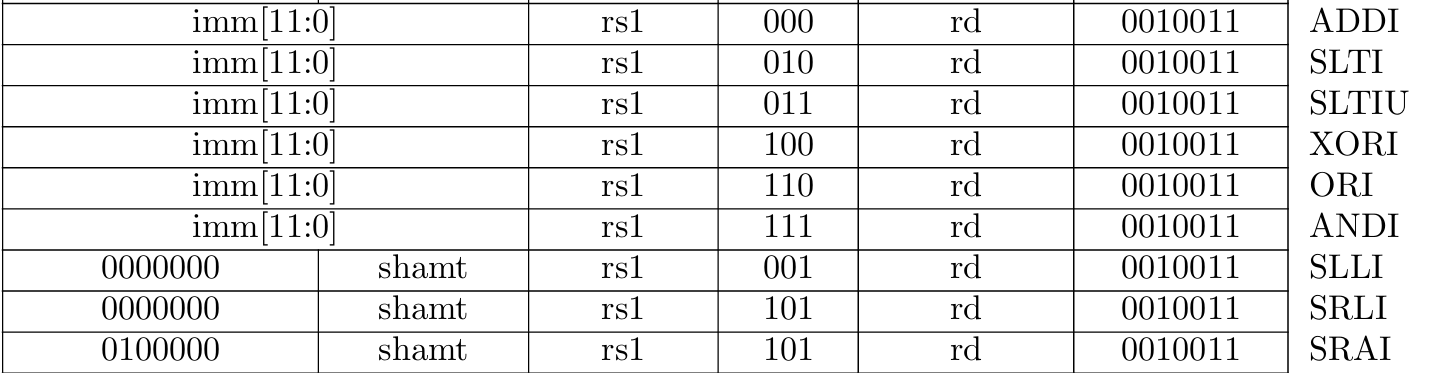 imm[11:0] rs1 000 rd 0010011 ADDI
imm[11:0] rs1 010 rd 0010011 SLTI
imm[11:0] rs1 011 rd 0010011 SLTIU
imm[11:0] rs1 100 rd 0010011 XORI
imm[11:0] rs1 110 rd 0010011 ORI
imm[11:0] rs1 111 rd 0010011 ANDI
0000000 shamt rs1 001 rd 0010011 SLLI
0000000 shamt rs1 101 rd 0010011 SRLI
0100000 shamt rs1 101 rd 0010011 SRAI